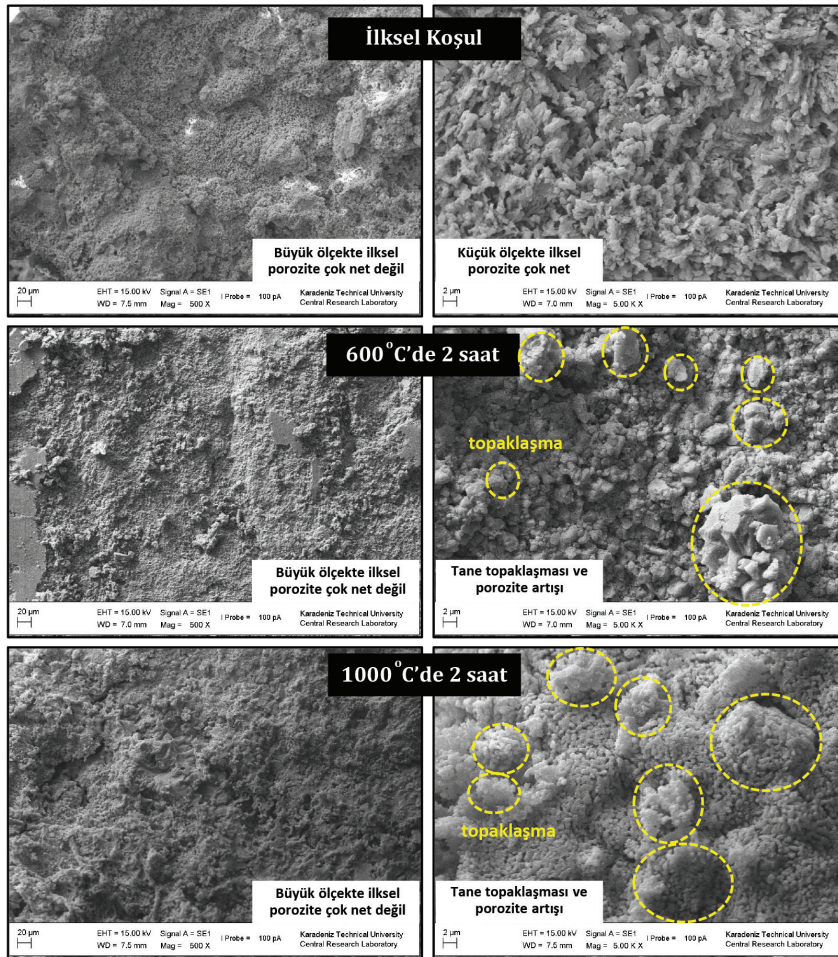 İlksel Koşul
Büyük ölçekte ilksel
porozite çok net değil
20 µm
EHT = 15.00 kV Signal A = SE1 I Probe = 100 pA Karadeniz Technical University
WD = 7.5 mm Mag = 500 X Central Research Laboratory
Küçük ölçekte ilksel
porozite çok net
2 µm
EHT = 15.00 kV Signal A = SE1 I Probe = 100 pA Karadeniz Technical University
WD = 7.0 mm Mag = 5.00 K X Central Research Laboratory
600°C'de 2 saat
Büyük ölçekte ilksel
porozite çok net değil
20 µm
EHT = 15.00 kV Signal A = SE1 I Probe = 100 pA Karadeniz Technical University
WD = 7.0 mm Mag = 500 X Central Research Laboratory
topaklaşma
Tane topaklaşması ve
porozite artışı
2 µm
EHT = 15.00 kV Signal A = SE1 I Probe = 100 pA Karadeniz Technical University
WD = 7.0 mm Mag = 5.00 K X Central Research Laboratory
1000°C'de 2 saat
Büyük ölçekte ilksel
porozite çok net değil
20 µm
EHT = 15.00 kV Signal A = SE1 I Probe = 100 pA Karadeniz Technical University
WD = 7.5 mm Mag = 500 X Central Research Laboratory
topaklaşma
Tane topaklaşması ve
porozite artışı
2 µm
EHT = 15.00 kV Signal A = SE1 I Probe = 100 pA Karadeniz Technical University
WD = 7.5 mm Mag = 5.00 K X Central Research Laboratory